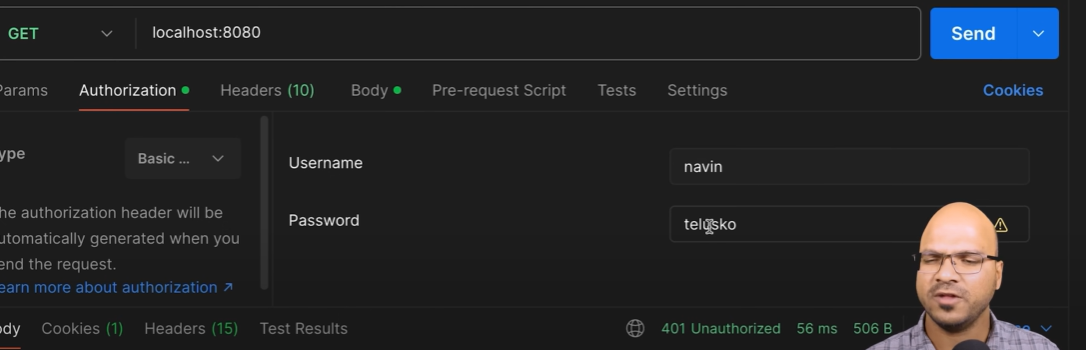 GET localhost:8080 Send
Params Authorization Headers (10) Body Pre-request Script Tests Settings Cookies
ype Basic ...
Username navin
he authorization header will be
utomatically generated when you
end the request.
earn more about authorization ↗
Password telusko
ody Cookies (1) Headers (15) Test Results 401 Unauthorized 56 ms 506 B